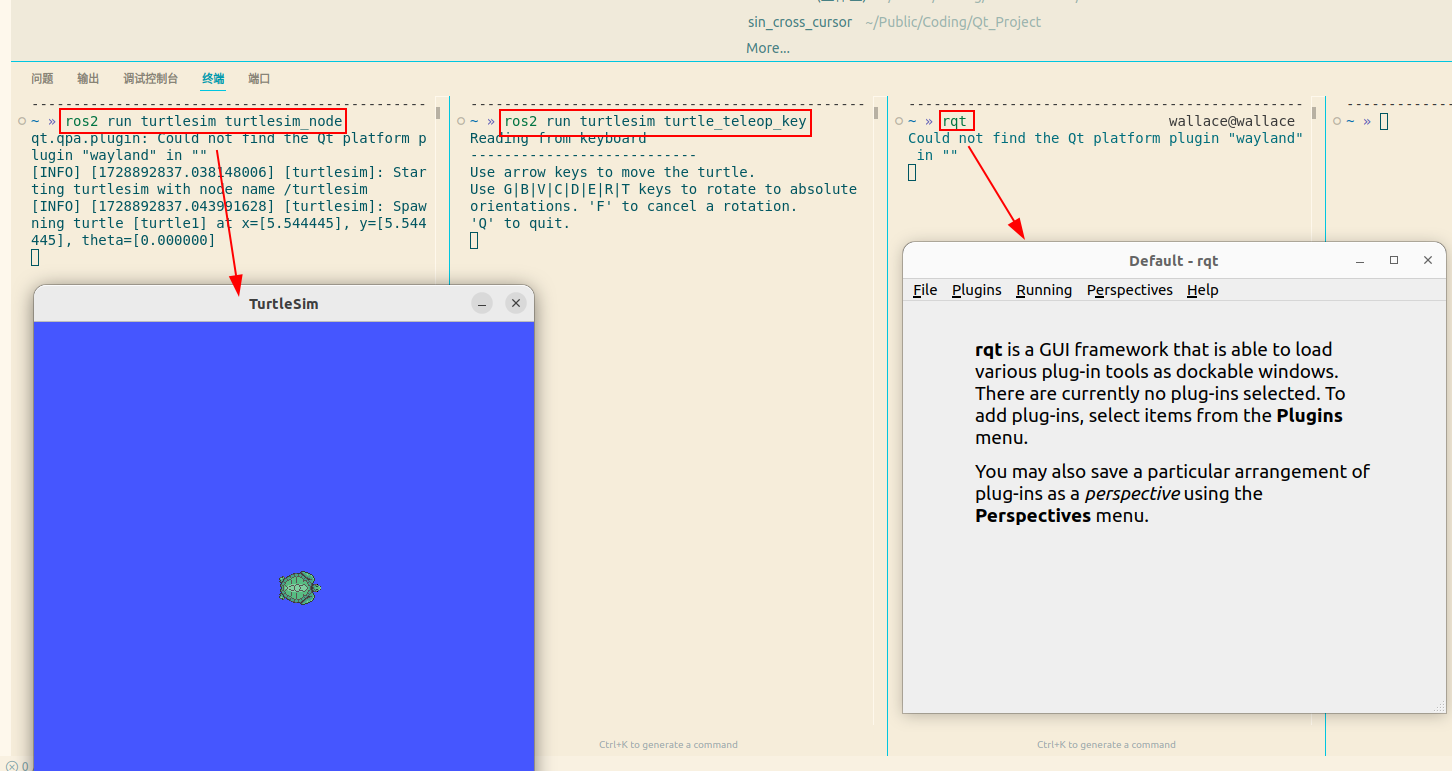 sin_cross_cursor ~/Public/Coding/Qt_Project
More...
问题 输出 调试控制台 终端 端口
~ » ros2 run turtlesim turtlesim_node
qt.qpa.plugin: Could not find the Qt platform p
lugin "wayland" in ""
[INFO] [1728892837.038148006] [turtlesim]: Star
ting turtlesim with node name /turtlesim
[INFO] [1728892837.043991628] [turtlesim]: Spaw
ning turtle [turtle1] at x=[5.544445], y=[5.544
445], theta=[0.000000]
TurtleSim
~ » ros2 run turtlesim turtle_teleop_key
Reading from keyboard
---------------------------
Use arrow keys to move the turtle.
Use G|B|V|C|D|E|R|T keys to rotate to absolute
orientations. 'F' to cancel a rotation.
'Q' to quit.
Ctrl+K to generate a command
~ » rqt wallace@wallace
Could not find the Qt platform plugin "wayland"
in ""
Default - rqt
File Plugins Running Perspectives Help
rqt is a GUI framework that is able to load
various plug-in tools as dockable windows.
There are currently no plug-ins selected. To
add plug-ins, select items from the Plugins
menu.
You may also save a particular arrangement of
plug-ins as a perspective using the
Perspectives menu.
Ctrl+K to generate a command
~ »
0